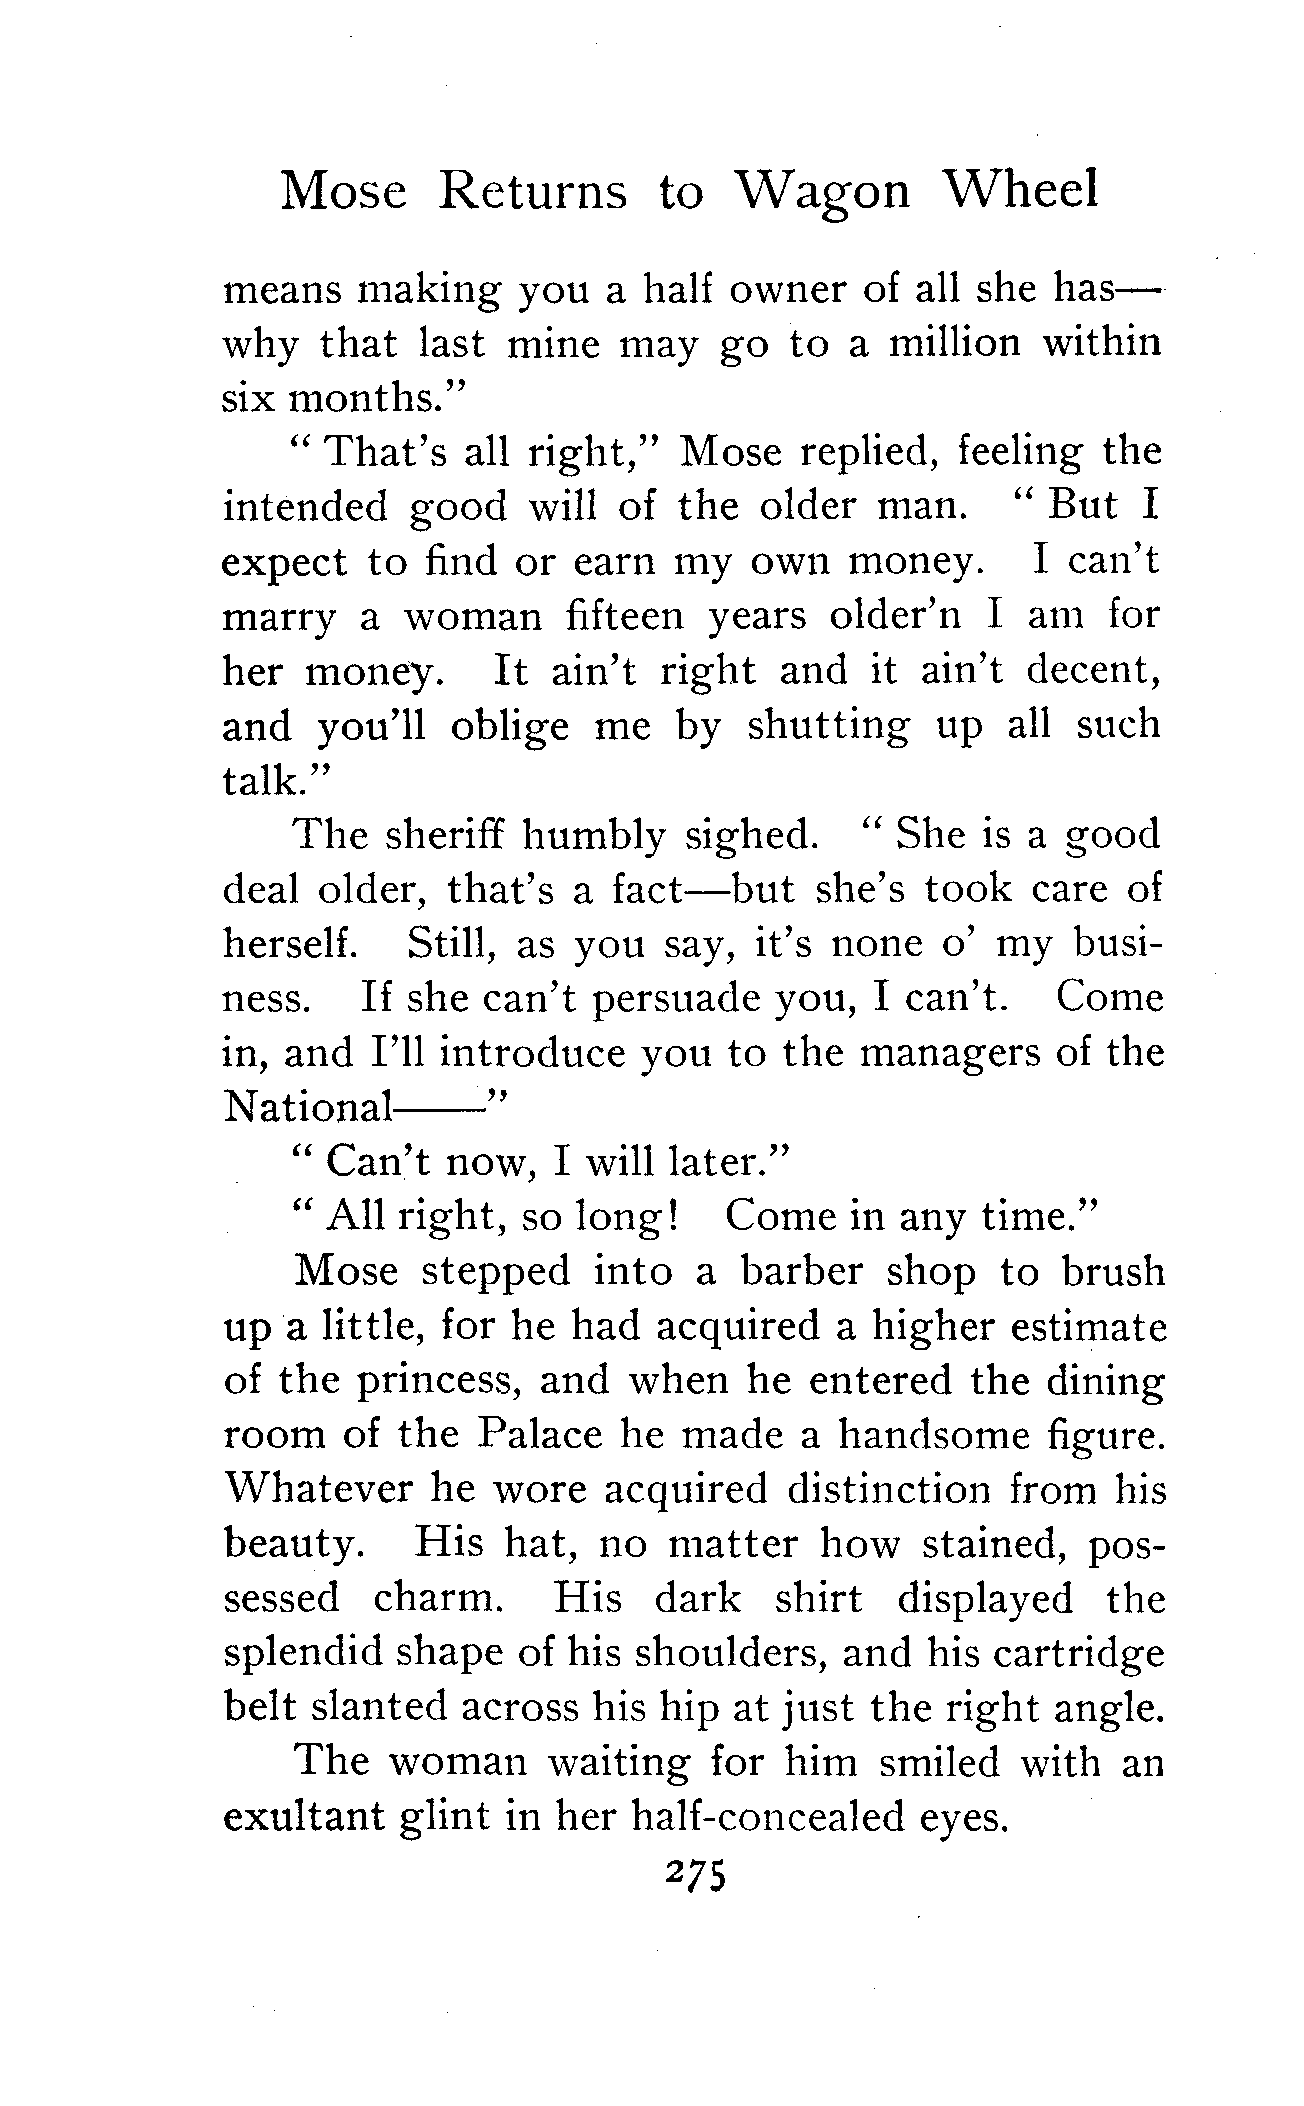 Mose Returns to Wagon Wheel
means making you a half owner of all she has—
why that last mine may go to a million within
six months."
" That's all right," Mose replied, feeling the
intended good will of the older man. " But I
expect to find or earn my own money. I can't
marry a woman fifteen years older'n I am for
her money. It ain't right and it ain't decent,
and you'll oblige me by shutting up all such
talk."
The sheriff humbly sighed. " She is a good
deal older, that's a fact—but she's took care of
herself. Still, as you say, it's none o' my busi-
ness. If she can't persuade you, I can't. Come
in, and I'll introduce you to the managers of the
National——"
" Can't now, I will later."
" All right, so long! Come in any time."
Mose stepped into a barber shop to brush
up a little, for he had acquired a higher estimate
of the princess, and when he entered the dining
room of the Palace he made a handsome figure.
Whatever he wore acquired distinction from his
beauty. His hat, no matter how stained, pos-
sessed charm. His dark shirt displayed the
splendid shape of his shoulders, and his cartridge
belt slanted across his hip at just the right angle.
The woman waiting for him smiled with an
exultant glint in her half-concealed eyes.
275